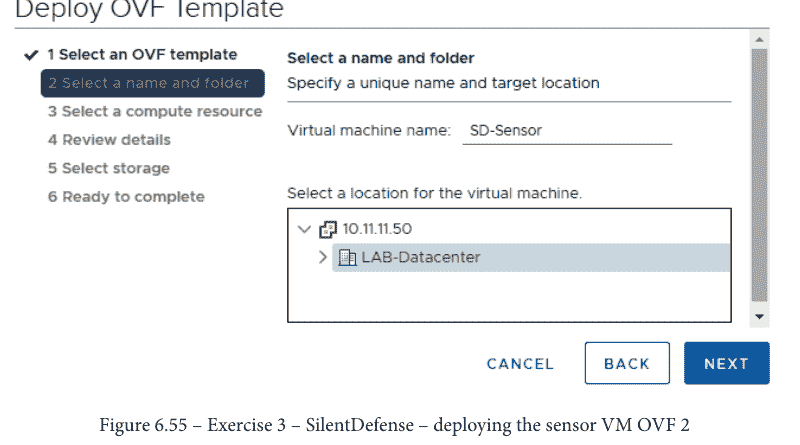 Deploy OVF Template
1 Select an OVF template
2 Select a name and folder
3 Select a compute resource
4 Review details
5 Select storage
6 Ready to complete
Select a name and folder
Specify a unique name and target location
Virtual machine name: SD-Sensor
Select a location for the virtual machine.
10.11.11.50
LAB-Datacenter
CANCEL
BACK
NEXT
Figure 6.55 – Exercise 3 – SilentDefense – deploying the sensor VM OVF 2